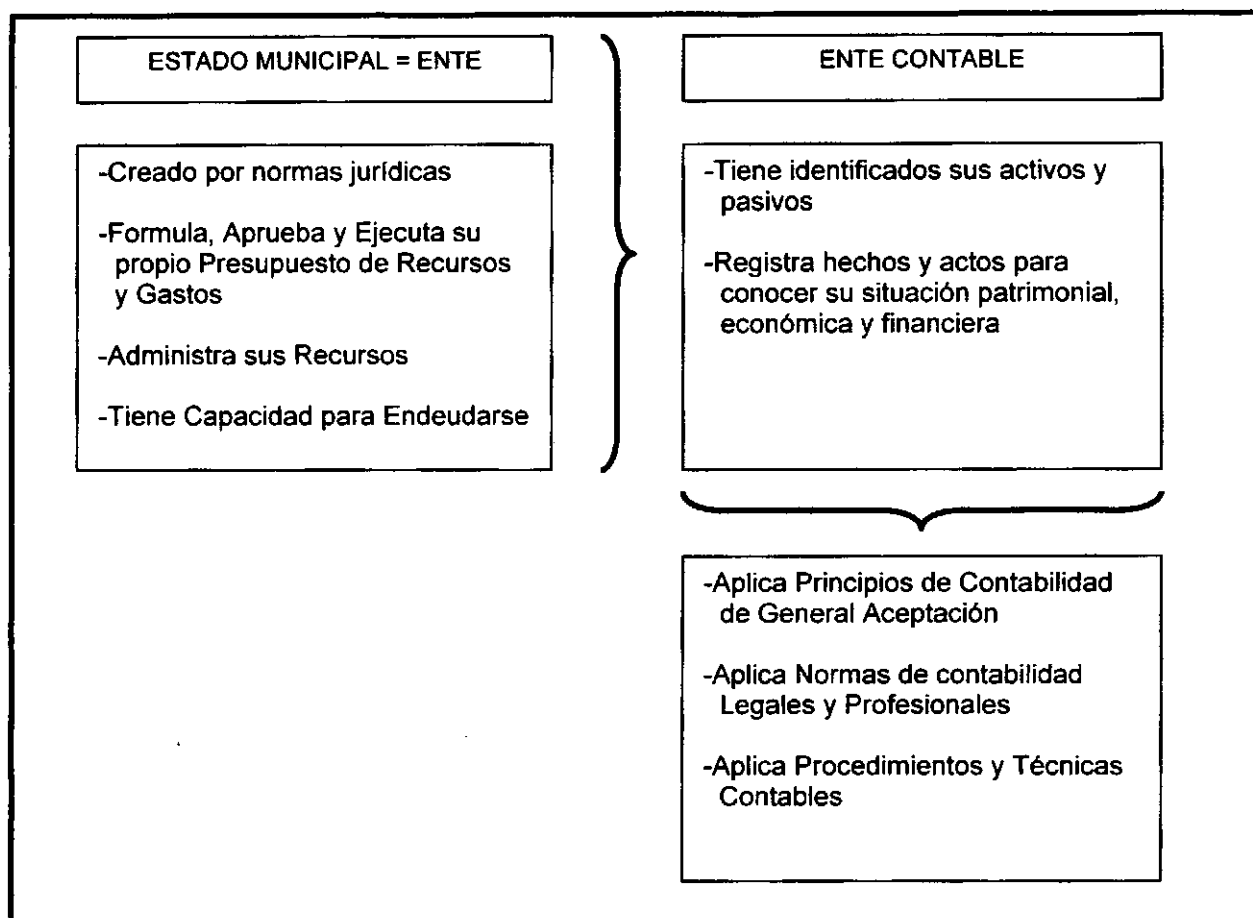 ESTADO MUNICIPAL = ENTE
-Creado por normas jurídicas
-Formula, Aprueba y Ejecuta su
propio Presupuesto de Recursos
y Gastos
-Administra sus Recursos
-Tiene Capacidad para Endeudarse
ENTE CONTABLE
-Tiene identificados sus activos y
pasivos
-Registra hechos y actos para
conocer su situación patrimonial,
económica y financiera
-Aplica Principios de Contabilidad
de General Aceptación
-Aplica Normas de contabilidad
Legales y Profesionales
-Aplica Procedimientos y Técnicas
Contables